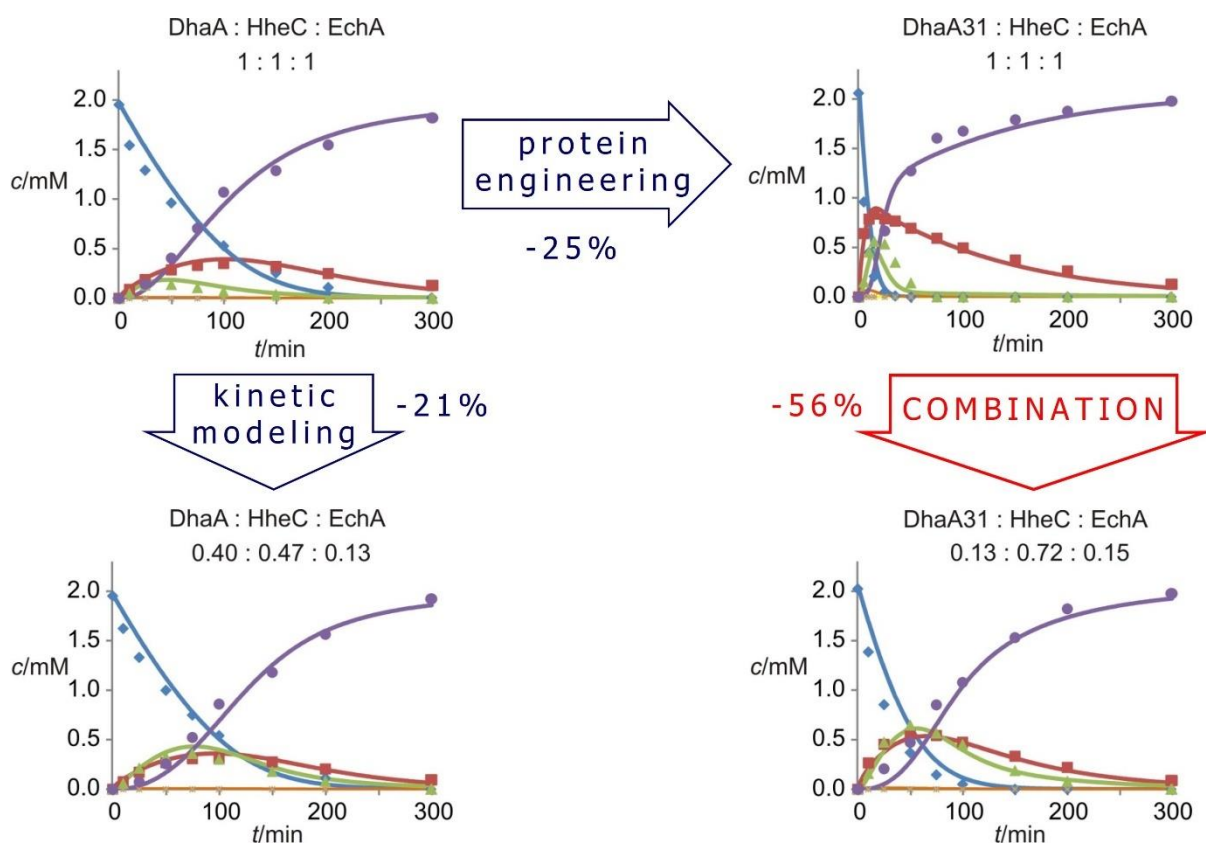 DhaA : HheC : EchA
1 : 1 : 1
2.0
1.5
c/mM
1.0
0.5
0.0
0 100 200 300
t/min
protein
engineering
-25%
DhaA31 : HheC : EchA
1 : 1 : 1
2.0
1.5
c/mM
1.0
0.5
0.0
0 100 200 300
t/min
kinetic
modeling
-21%
-56%
COMBINATION
DhaA : HheC : EchA
0.40 : 0.47 : 0.13
2.0
1.5
c/mM
1.0
0.5
0.0
0 100 200 300
t/min
DhaA31 : HheC : EchA
0.13 : 0.72 : 0.15
2.0
1.5
c/mM
1.0
0.5
0.0
0 100 200 300
t/min